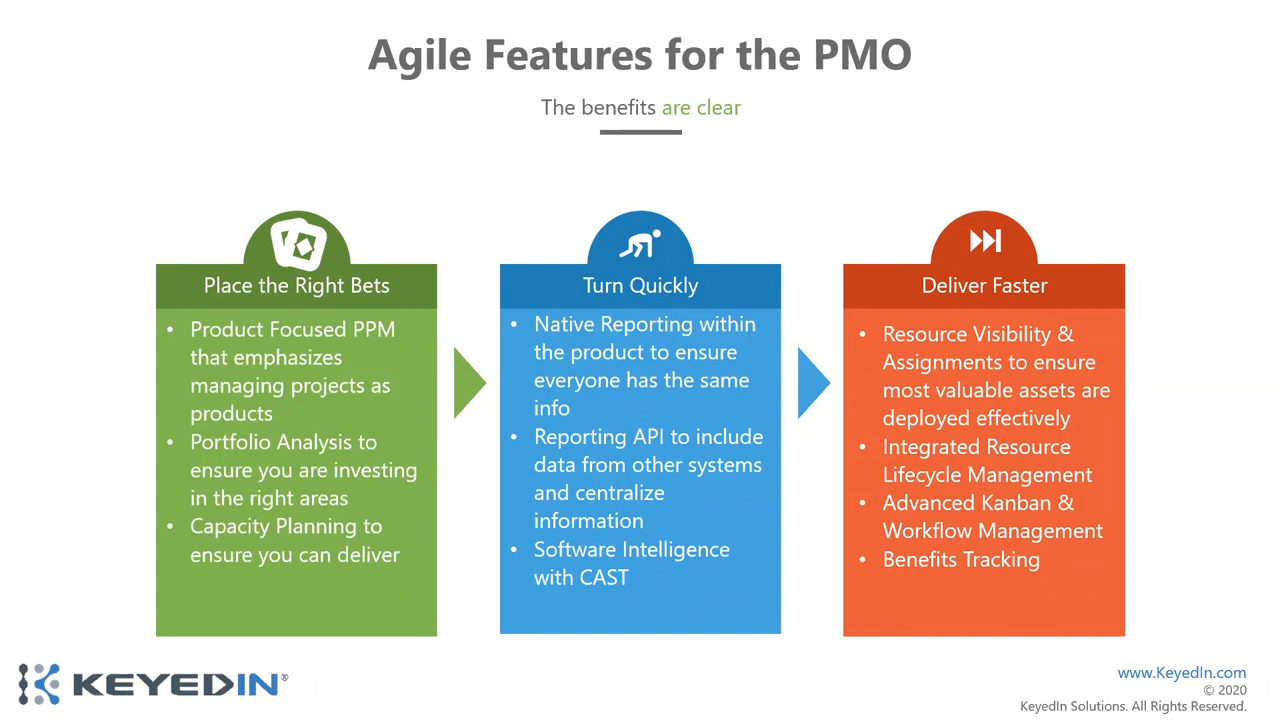 Agile Features for the PMO
The benefits are clear
Place the Right Bets
• Product Focused PPM
that emphasizes
managing projects as
products
• Portfolio Analysis to
ensure you are investing
in the right areas
• Capacity Planning to
ensure you can deliver
Turn Quickly
• Native Reporting within
the product to ensure
everyone has the same
info
• Reporting API to include
data from other systems
and centralize
information
• Software Intelligence
with CAST
Deliver Faster
• Resource Visibility &
Assignments to ensure
most valuable assets are
deployed effectively
• Integrated Resource
Lifecycle Management
• Advanced Kanban &
Workflow Management
• Benefits Tracking
KEYEDIN®
www.KeyedIn.com
© 2020
KeyedIn Solutions. All Rights Reserved.